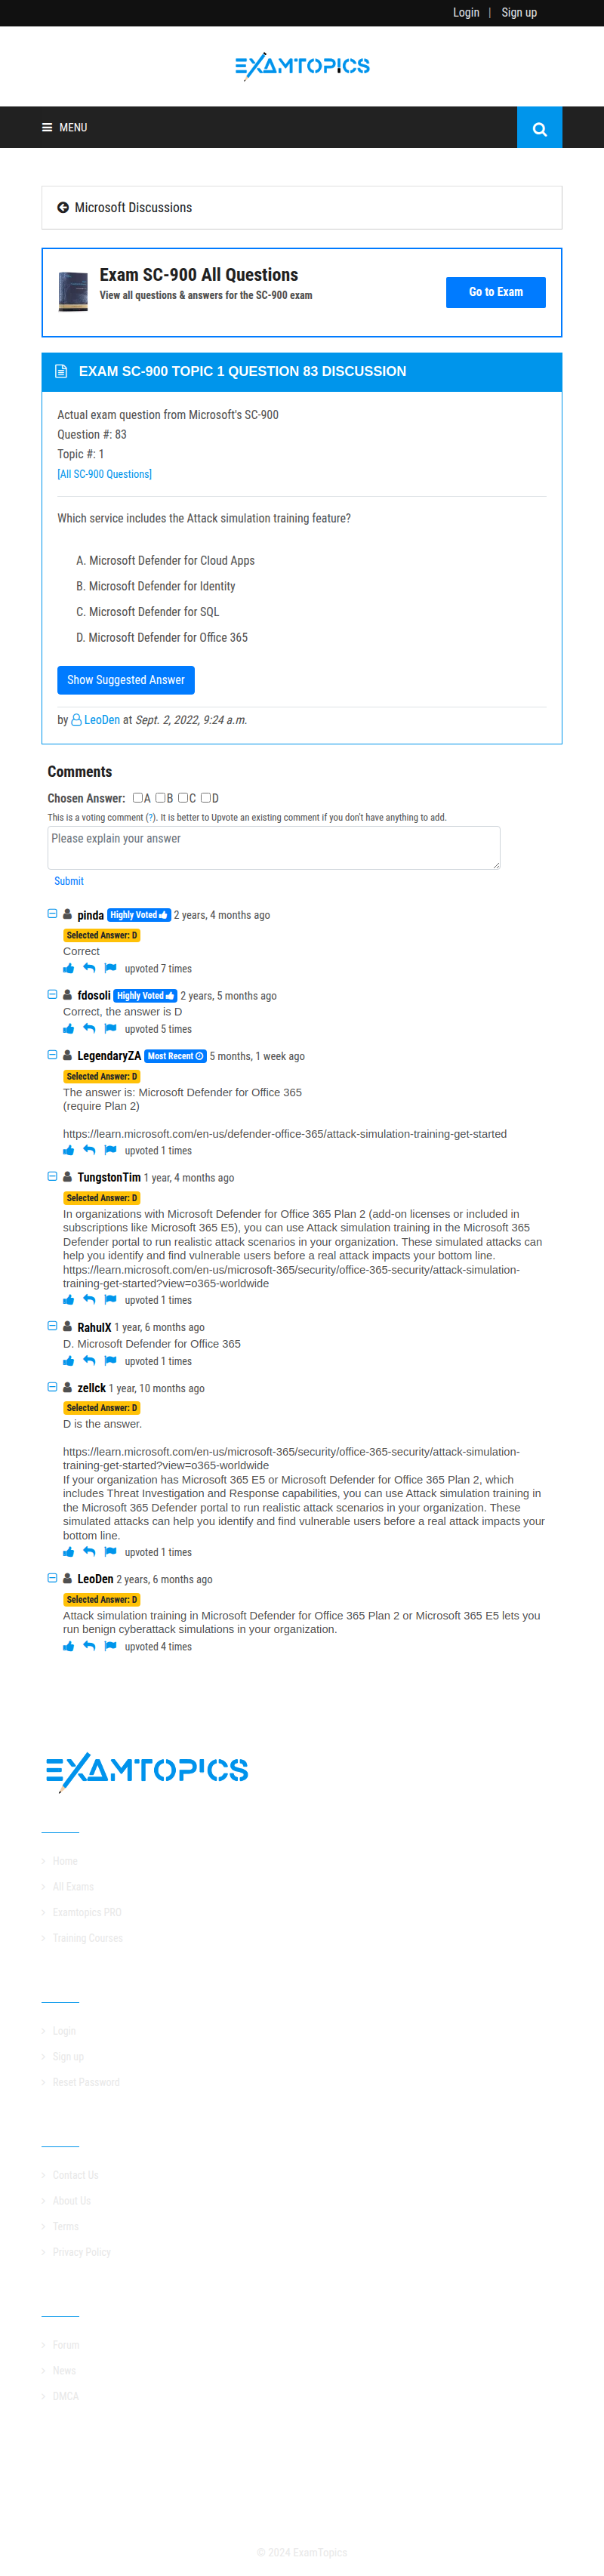 Login | Sign up
EXAMTOPICS
MENU
Microsoft Discussions
Exam SC-900 All Questions
View all questions & answers for the SC-900 exam
Go to Exam
EXAM SC-900 TOPIC 1 QUESTION 83 DISCUSSION
Actual exam question from Microsoft's SC-900
Question #: 83
Topic #: 1
[All SC-900 Questions]
Which service includes the Attack simulation training feature?
A. Microsoft Defender for Cloud Apps
B. Microsoft Defender for Identity
C. Microsoft Defender for SQL
D. Microsoft Defender for Office 365
Show Suggested Answer
by LeoDen at Sept. 2, 2022, 9:24 a.m.
Comments
Chosen Answer: A B C D
This is a voting comment (?). It is better to Upvote an existing comment if you don't have anything to add.
Please explain your answer
Submit
pinda Highly Voted 2 years, 4 months ago
Selected Answer: D
Correct
upvoted 7 times
fdosoli Highly Voted 2 years, 5 months ago
Correct, the answer is D
upvoted 5 times
LegendaryZA Most Recent 5 months, 1 week ago
Selected Answer: D
The answer is: Microsoft Defender for Office 365
(require Plan 2)
https://learn.microsoft.com/en-us/defender-office-365/attack-simulation-training-get-started
upvoted 1 times
TungstonTim 1 year, 4 months ago
Selected Answer: D
In organizations with Microsoft Defender for Office 365 Plan 2 (add-on licenses or included in
subscriptions like Microsoft 365 E5), you can use Attack simulation training in the Microsoft 365
Defender portal to run realistic attack scenarios in your organization. These simulated attacks can
help you identify and find vulnerable users before a real attack impacts your bottom line.
https://learn.microsoft.com/en-us/microsoft-365/security/office-365-security/attack-simulation-
training-get-started?view=o365-worldwide
upvoted 1 times
RahulX 1 year, 6 months ago
D. Microsoft Defender for Office 365
upvoted 1 times
zellck 1 year, 10 months ago
Selected Answer: D
D is the answer.
https://learn.microsoft.com/en-us/microsoft-365/security/office-365-security/attack-simulation-
training-get-started?view=o365-worldwide
If your organization has Microsoft 365 E5 or Microsoft Defender for Office 365 Plan 2, which
includes Threat Investigation and Response capabilities, you can use Attack simulation training in
the Microsoft 365 Defender portal to run realistic attack scenarios in your organization. These
simulated attacks can help you identify and find vulnerable users before a real attack impacts your
bottom line.
upvoted 1 times
LeoDen 2 years, 6 months ago
Selected Answer: D
Attack simulation training in Microsoft Defender for Office 365 Plan 2 or Microsoft 365 E5 lets you
run benign cyberattack simulations in your organization.
upvoted 4 times
EXAMTOPICS
Home
All Exams
Examtopics PRO
Training Courses
Login
Sign up
Reset Password
Contact Us
About Us
Terms
Privacy Policy
Forum
News
DMCA
© 2024 ExamTopics